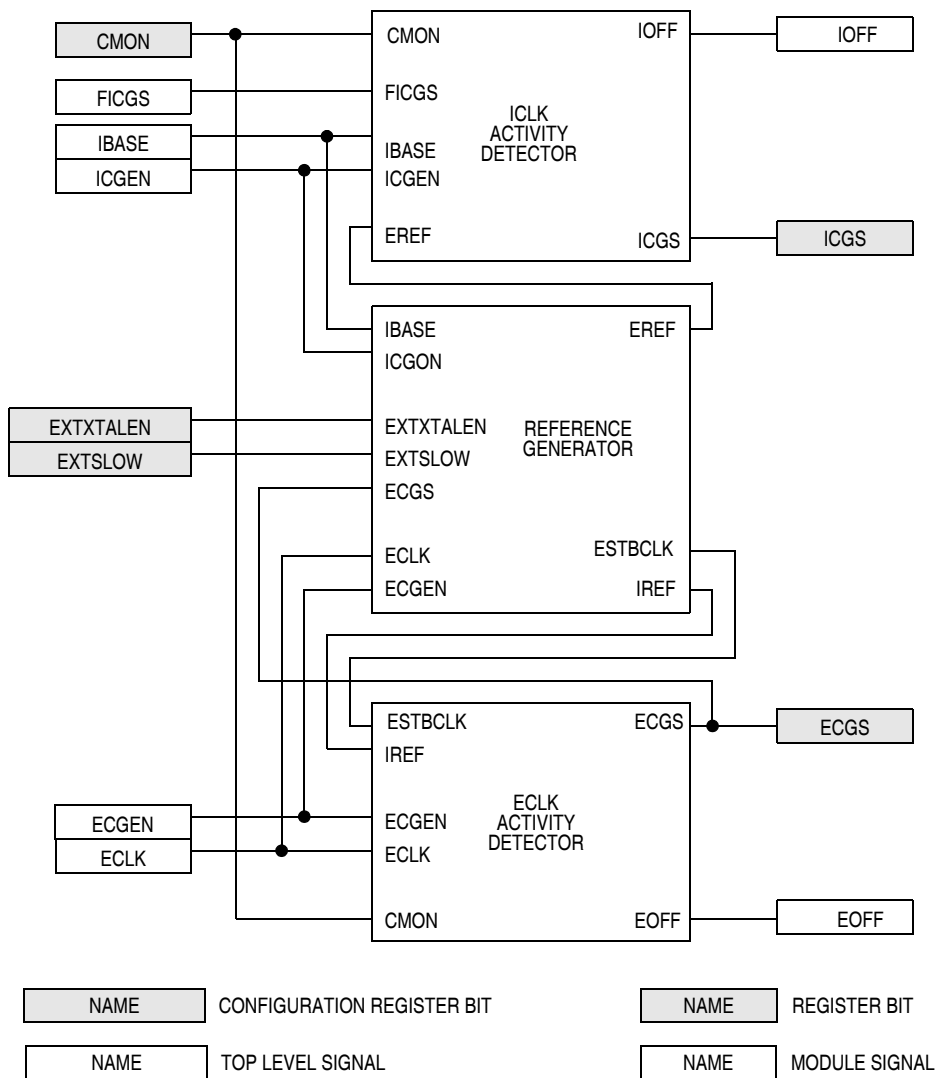 CMON
CMON
IOFF
IOFF
FICGS
FICGS
ICLK
ACTIVITY
DETECTOR
IBASE
IBASE
ICGEN
ICGEN
EREF
ICGS
ICGS
IBASE
EREF
ICGON
EXTXTALEN
EXTXTALEN
REFERENCE
GENERATOR
EXTSLOW
EXTSLOW
ECGS
ECLK
ESTBCLK
ECGEN
IREF
ESTBCLK
ECGS
ECGS
IREF
ECLK
ACTIVITY
DETECTOR
ECGEN
ECGEN
ECLK
ECLK
CMON
EOFF
EOFF
NAME CONFIGURATION REGISTER BIT
NAME REGISTER BIT
NAME TOP LEVEL SIGNAL
NAME MODULE SIGNAL